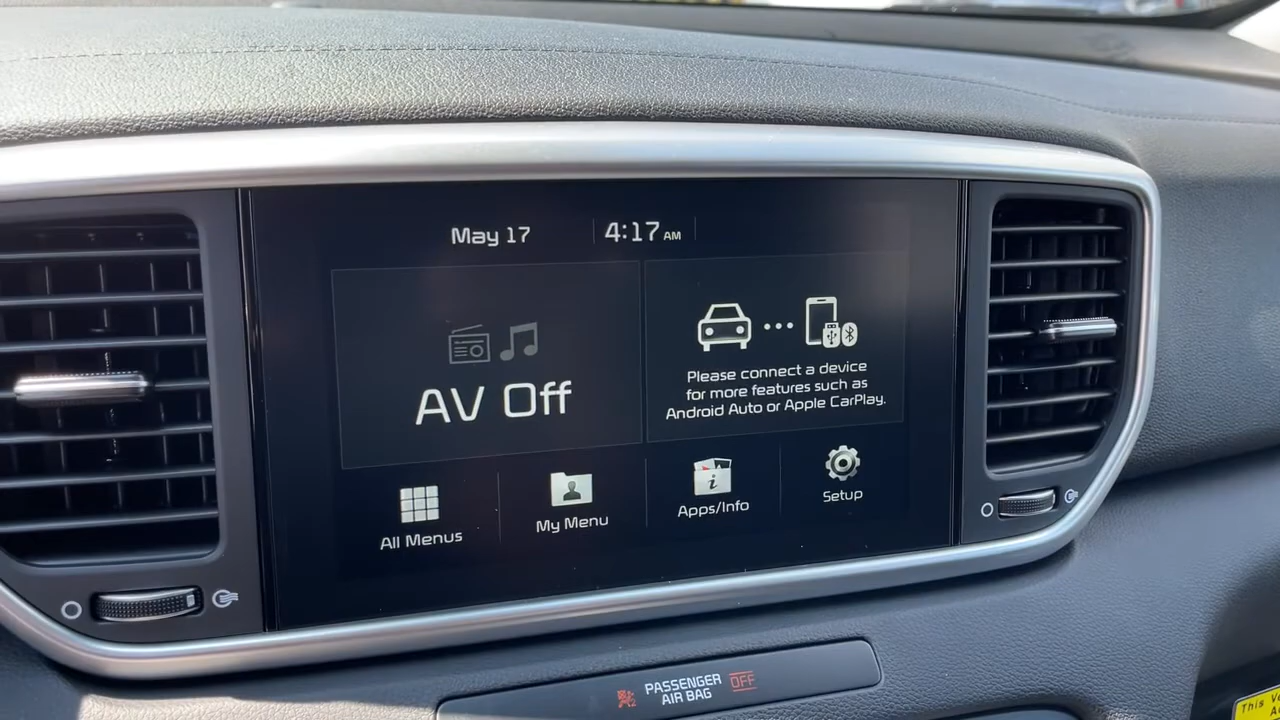 May 17
4:17 AM
AV Off
Please connect a device
for more features such as
Android Auto or Apple CarPlay.
All Menus
My Menu
Apps/Info
Setup
PASSENGER
AIR BAG
OFF
This